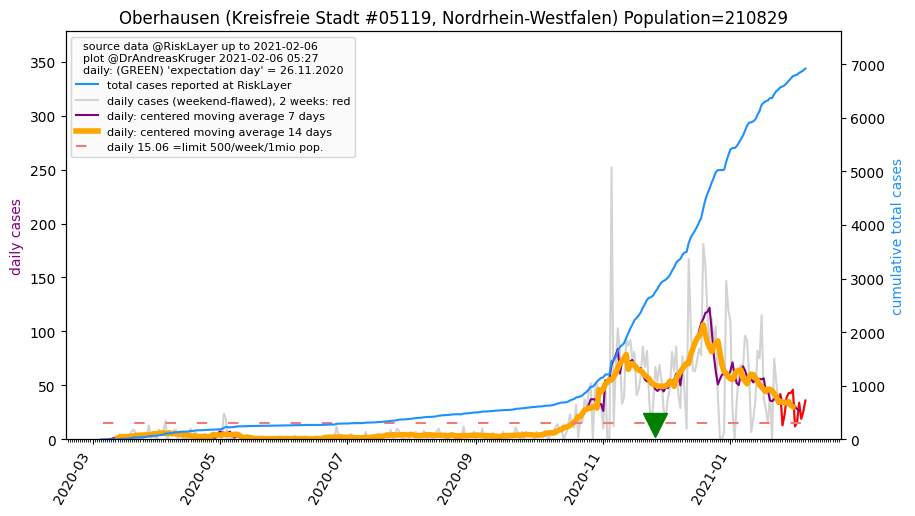 Oberhausen (Kreisfreie Stadt #05119, Nordrhein-Westfalen) Population=210829
source data @RiskLayer up to 2021-02-06
plot @DrAndreasKruger 2021-02-06 05:27
daily: (GREEN) 'expectation day' = 26.11.2020
total cases reported at RiskLayer
daily cases (weekend-flawed), 2 weeks: red
daily: centered moving average 7 days
daily: centered moving average 14 days
daily 15.06 =limit 500/week/1mio pop.
daily cases
350
300
250
200
150
100
50
0
cumulative total cases
7000
6000
5000
4000
3000
2000
1000
0
2020-03
2020-05
2020-07
2020-09
2020-11
2021-01